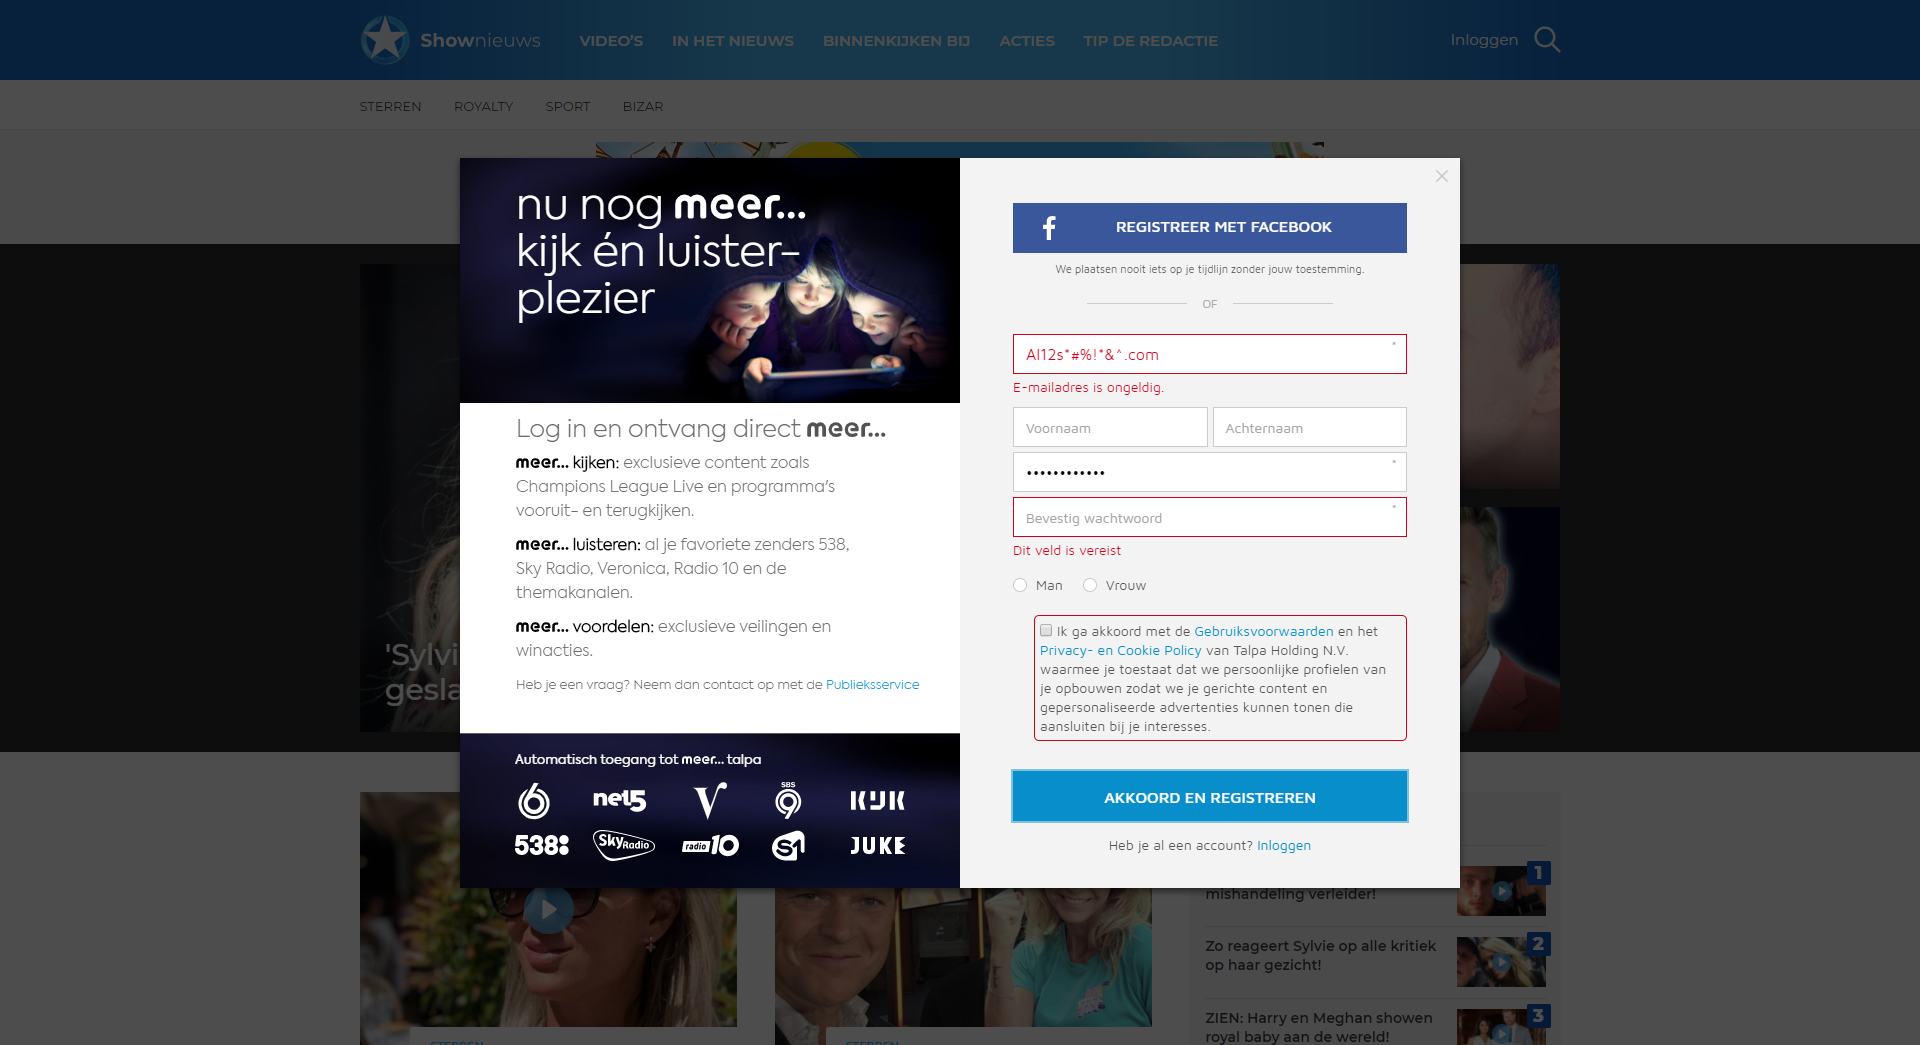 Shownieuws
VIDEO'S IN HET NIEUWS BINNENKIJKEN BIJ ACTIES TIP DE REDACTIE
Inloggen
STERREN ROYALTY SPORT BIZAR
nu nog meer...
kijk én luister-
plezier
Log in en ontvang direct meer...
meer... kijken: exclusieve content zoals
Champions League Live en programma's
vooruit- en terugkijken.
meer... luisteren: al je favoriete zenders 538,
Sky Radio, Veronica, Radio 10 en de
themakanalen.
meer... voordelen: exclusieve veilingen en
winacties.
Heb je een vraag? Neem dan contact op met de Publieksservice
Automatisch toegang tot meer... talpa
6 net5 V SBS 9 KIJK
538 Sky Radio radio 10 S1 JUKE
f REGISTREER MET FACEBOOK
We plaatsen nooit iets op je tijdlijn zonder jouw toestemming.
OF
Al12s*#%!*&^.com *
E-mailadres is ongeldig.
Voornaam Achternaam
•••••••••••• *
Bevestig wachtwoord *
Dit veld is vereist
Man Vrouw
Ik ga akkoord met de Gebruiksvoorwaarden en het
Privacy- en Cookie Policy van Talpa Holding N.V.
waarmee je toestaat dat we persoonlijke profielen van
je opbouwen zodat we je gerichte content en
gepersonaliseerde advertenties kunnen tonen die
aansluiten bij je interesses.
AKKOORD EN REGISTREREN
Heb je al een account? Inloggen
'Sylvi
gesla
mishandeling verleider!
1
Zo reageert Sylvie op alle kritiek
op haar gezicht!
2
ZIEN: Harry en Meghan showen
royal baby aan de wereld!
3
STERREN
STERREN